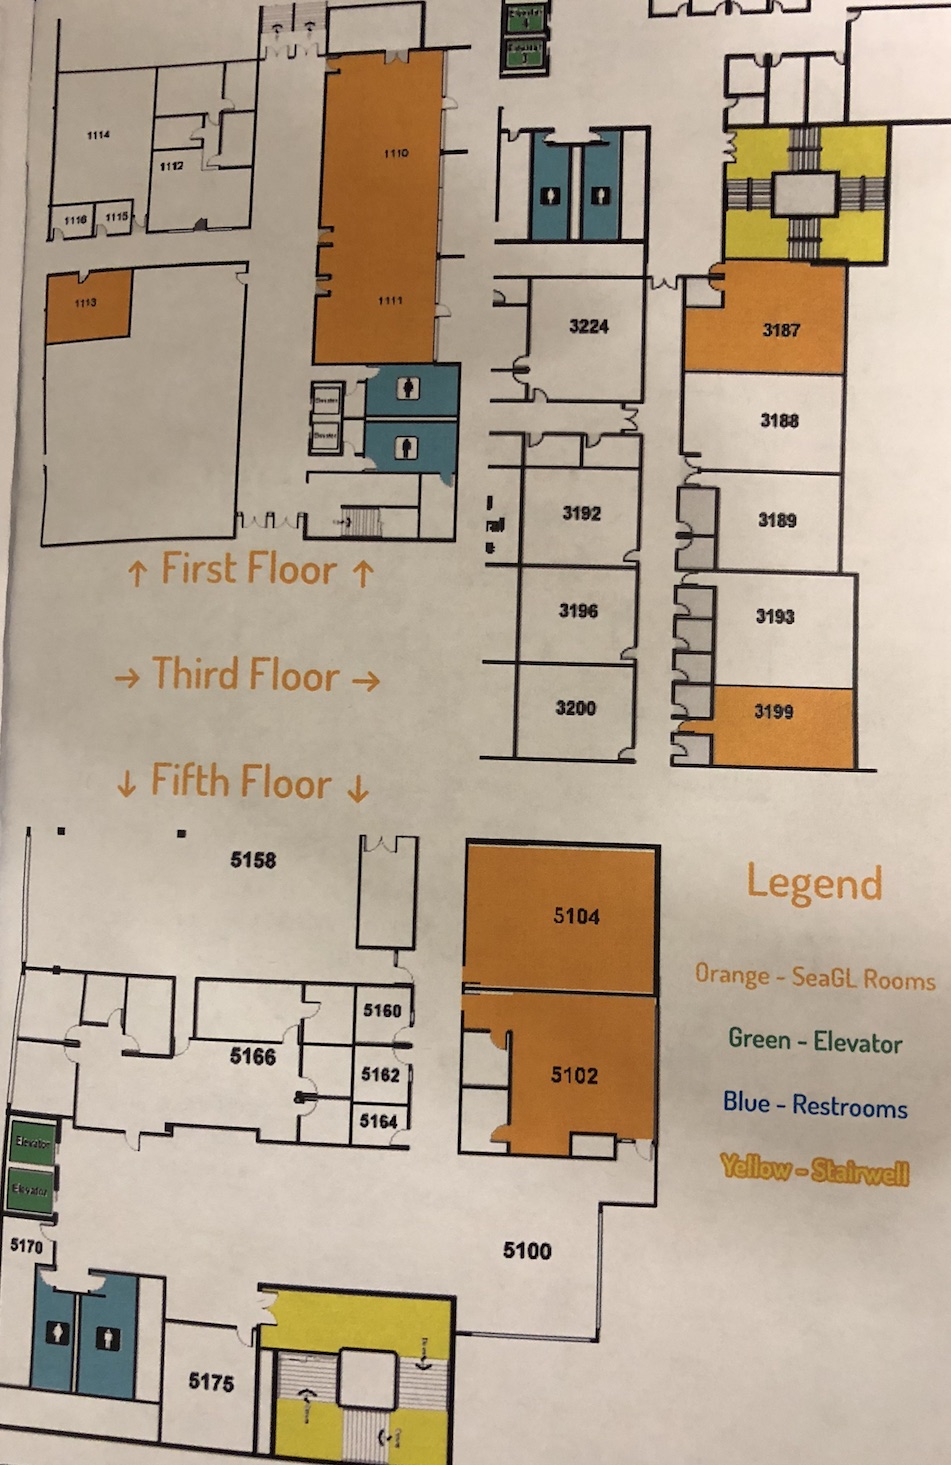 1114
1112
1116
1115
1110
1113
1111
Elevator
Elevator
↑ First Floor ↑
→ Third Floor →
↓ Fifth Floor ↓
3224
3187
3188
3192
3189
3196
3193
3200
3199
5158
5104
5160
5166
5162
5102
5164
Elevator
Elevator
5170
5100
5175
Legend
Orange - SeaGL Rooms
Green - Elevator
Blue - Restrooms
Yellow - Stairwell